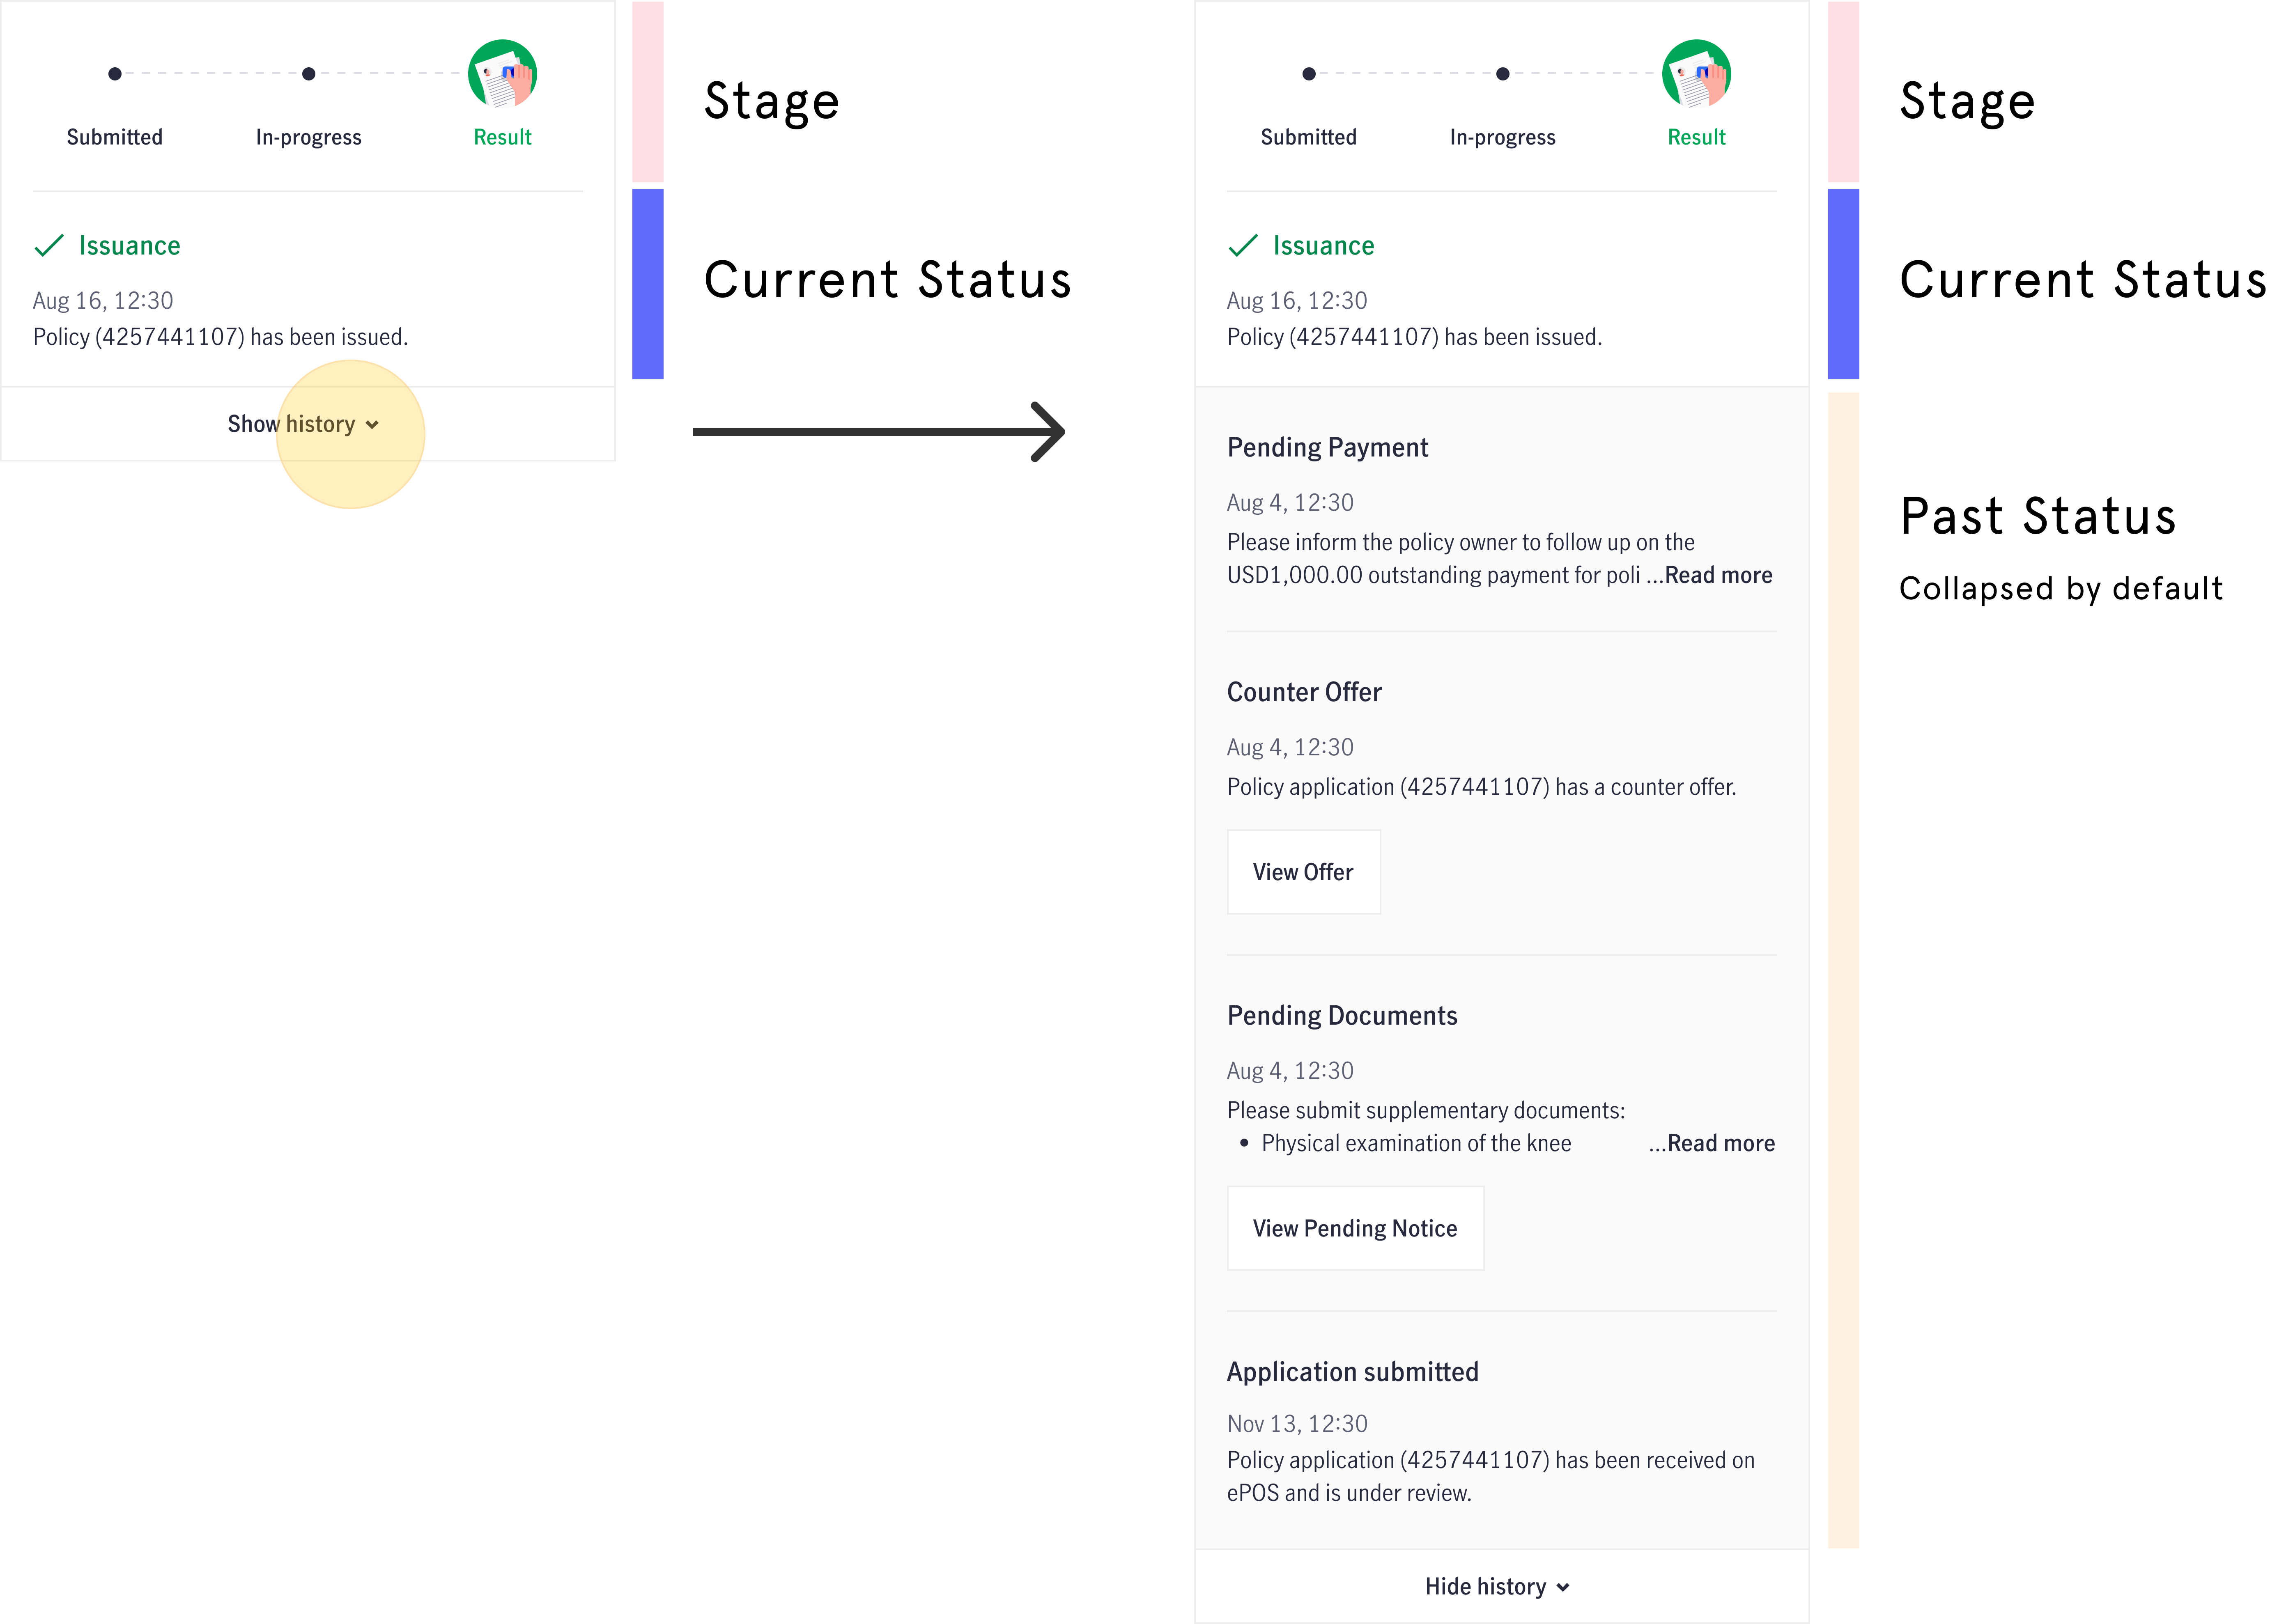 Submitted
In-progress
Result
Issuance
Aug 16, 12:30
Policy (4257441107) has been issued.
Show history
Stage
Current Status
Submitted
In-progress
Result
Issuance
Aug 16, 12:30
Policy (4257441107) has been issued.
Pending Payment
Aug 4, 12:30
Please inform the policy owner to follow up on the
USD1,000.00 outstanding payment for poli ...Read more
Counter Offer
Aug 4, 12:30
Policy application (4257441107) has a counter offer.
View Offer
Pending Documents
Aug 4, 12:30
Please submit supplementary documents:
• Physical examination of the knee ...Read more
View Pending Notice
Application submitted
Nov 13, 12:30
Policy application (4257441107) has been received on
ePOS and is under review.
Hide history
Stage
Current Status
Past Status
Collapsed by default